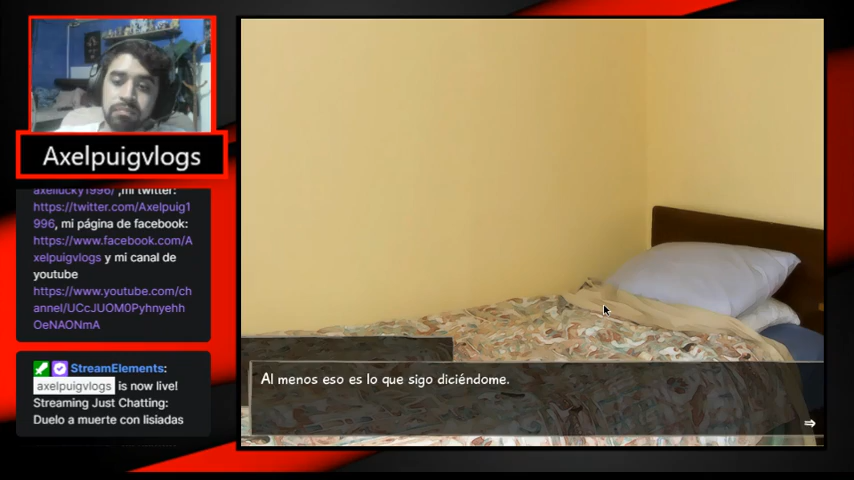 Axelpuigvlogs
axellucky1996/ ,mi twitter:
https://twitter.com/Axelpuig1
996, mi página de facebook:
https://www.facebook.com/A
xelpuigvlogs y mi canal de
youtube
https://www.youtube.com/ch
annel/UCcJUOM0Pyhnyehh
OeNAONmA
StreamElements:
axelpuigvlogs is now live!
Streaming Just Chatting:
Duelo a muerte con lisiadas
Al menos eso es lo que sigo diciéndome.